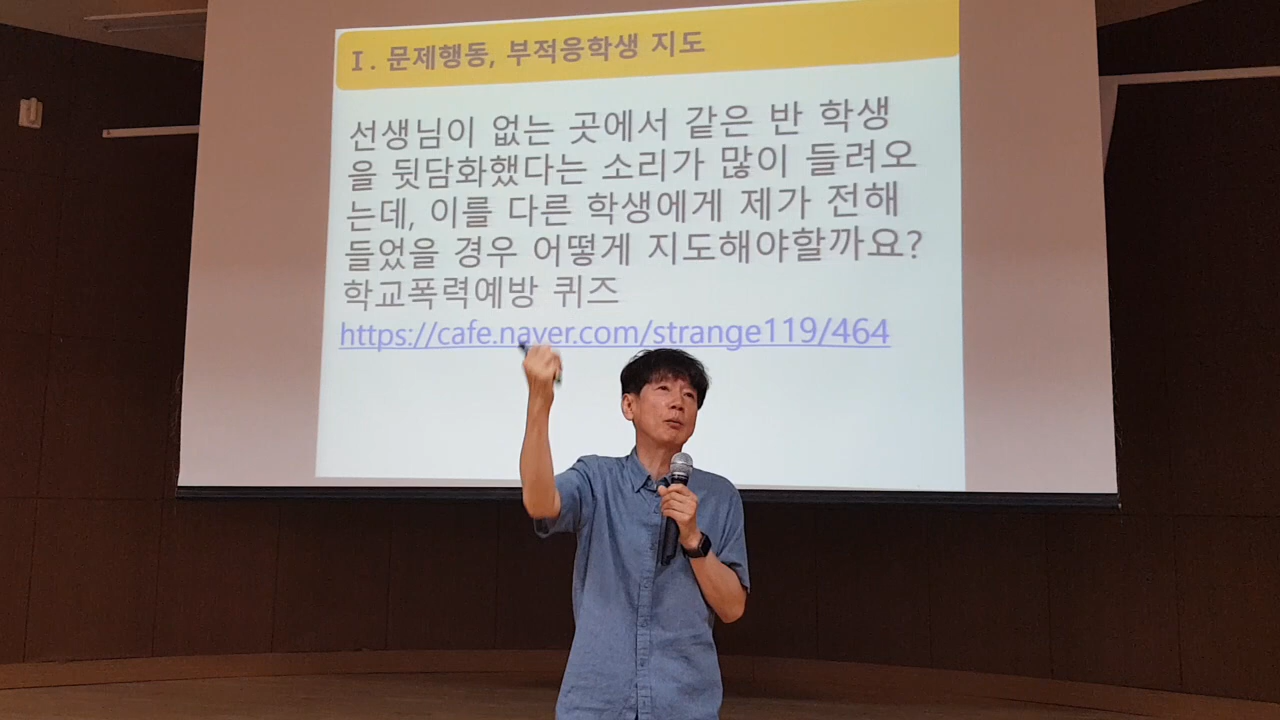 I. 문제행동, 부적응학생 지도
선생님이 없는 곳에서 같은 반 학생
을 뒷담화했다는 소리가 많이 들려오
는데, 이를 다른 학생에게 제가 전해
들었을 경우 어떻게 지도해야할까요?
학교폭력예방 퀴즈
https://cafe.naver.com/strange119/464